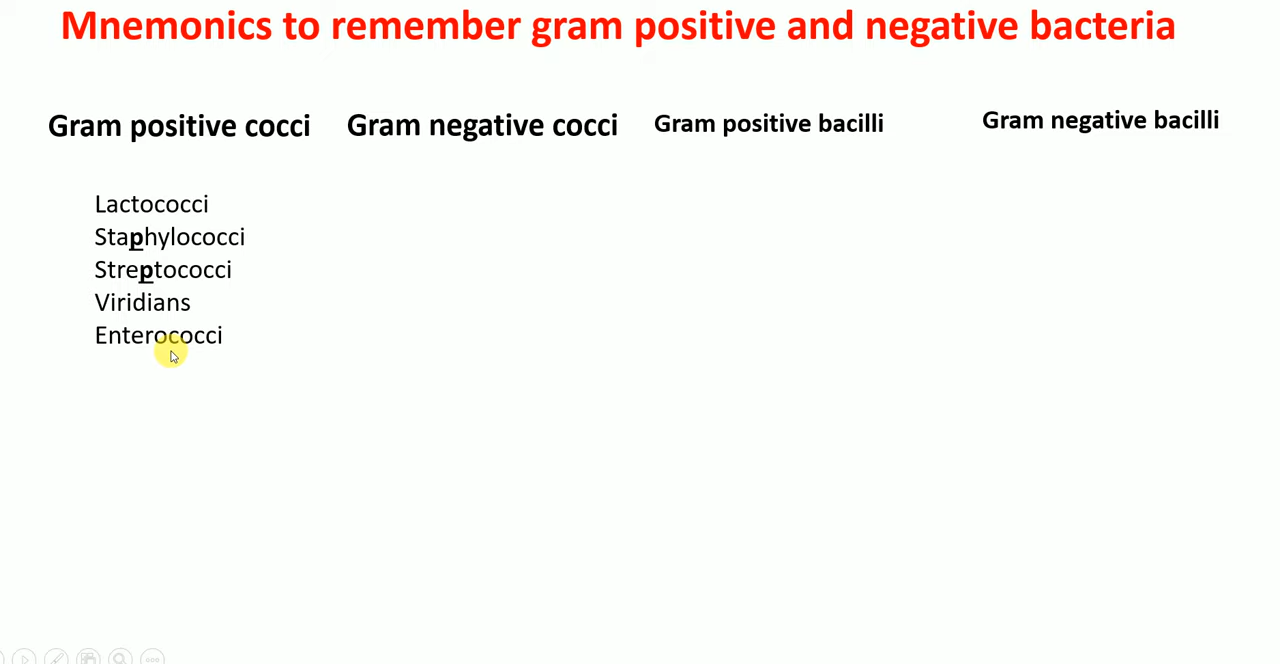 Mnemonics to remember gram positive and negative bacteria
Gram positive cocci
Gram negative cocci
Gram positive bacilli
Gram negative bacilli
Lactococci
Staphylococci
Streptococci
Viridians
Enterococci